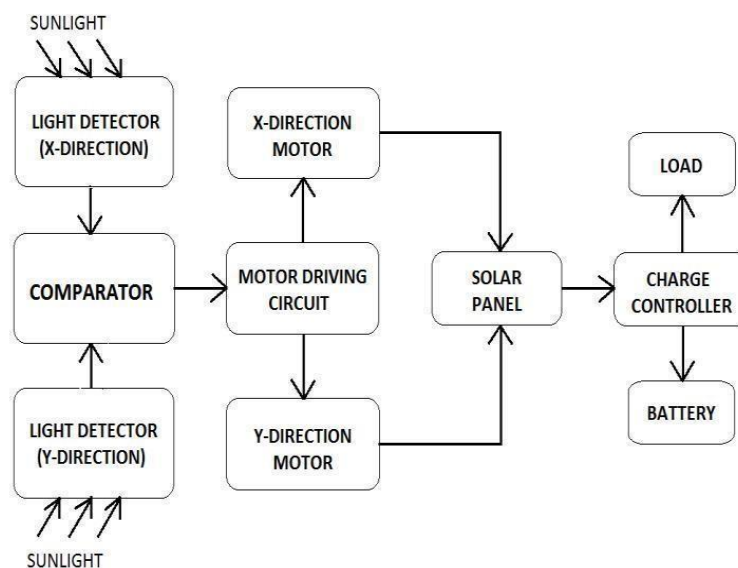 SUNLIGHT
LIGHT DETECTOR
(X-DIRECTION)
COMPARATOR
LIGHT DETECTOR
(Y-DIRECTION)
SUNLIGHT
X-DIRECTION
MOTOR
MOTOR DRIVING
CIRCUIT
Y-DIRECTION
MOTOR
SOLAR
PANEL
LOAD
CHARGE
CONTROLLER
BATTERY